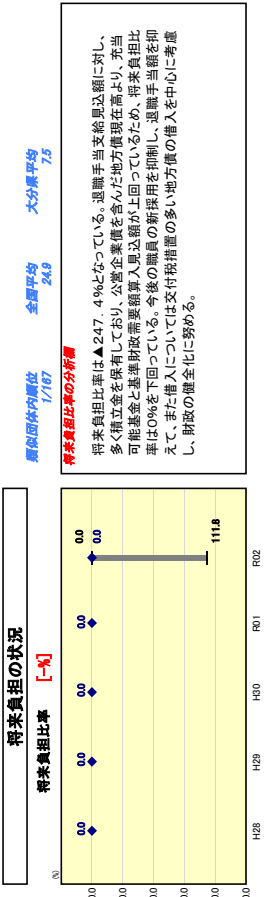 将来負担の状況
将来負担比率 [-%]
(%)
0.0
0.0
0.0
0.0
0.0
0.0
0.0
0.0
0.0
0.0
0.0
0.0
111.8
H28
H29
H30
R01
R02
類似団体内順位
1/167
全国平均
24.9
大分県平均
7.5
将来負担比率の分析欄
将来負担比率は▲247.4%となっている。退職手当支給見込額に対し、
多く積立金を保有しており、公営企業債を含んだ地方債現在高より、充当
可能基金と基準財政需要額算入見込額が上回っているため、将来負担比
率は0%を下回っている。今後の職員の新採用を抑制し、退職手当額を抑
えて、また借入については交付税措置の多い地方債の借入を中心に考慮
し、財政の健全化に努める。